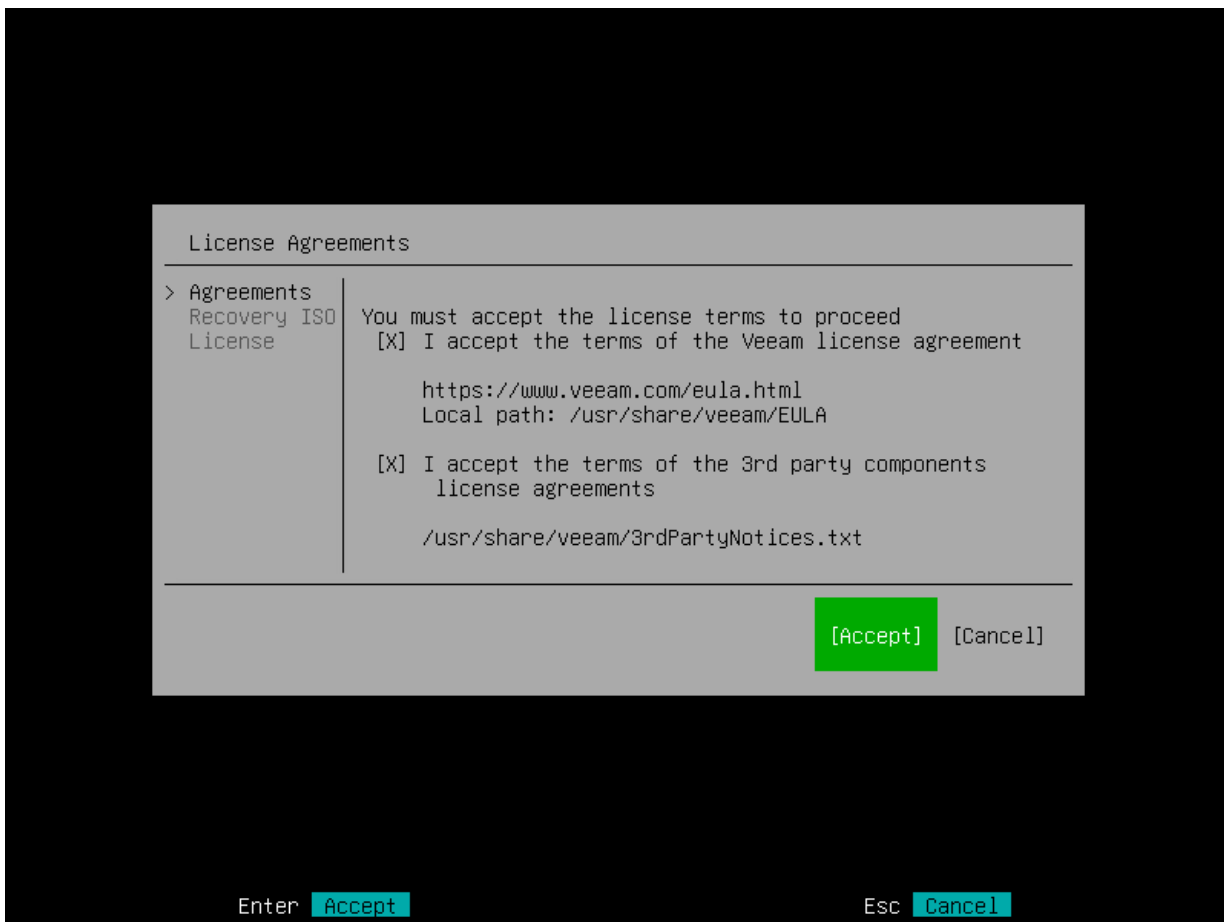 License Agreements
> Agreements
Recovery ISO
License
You must accept the license terms to proceed
[X] I accept the terms of the Veeam license agreement
https://www.veeam.com/eula.html
Local path: /usr/share/veeam/EULA
[X] I accept the terms of the 3rd party components
license agreements
/usr/share/veeam/3rdPartyNotices.txt
[Accept] [Cancel]
Enter Accept Esc Cancel